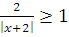 2/|x+2| ≥ 1